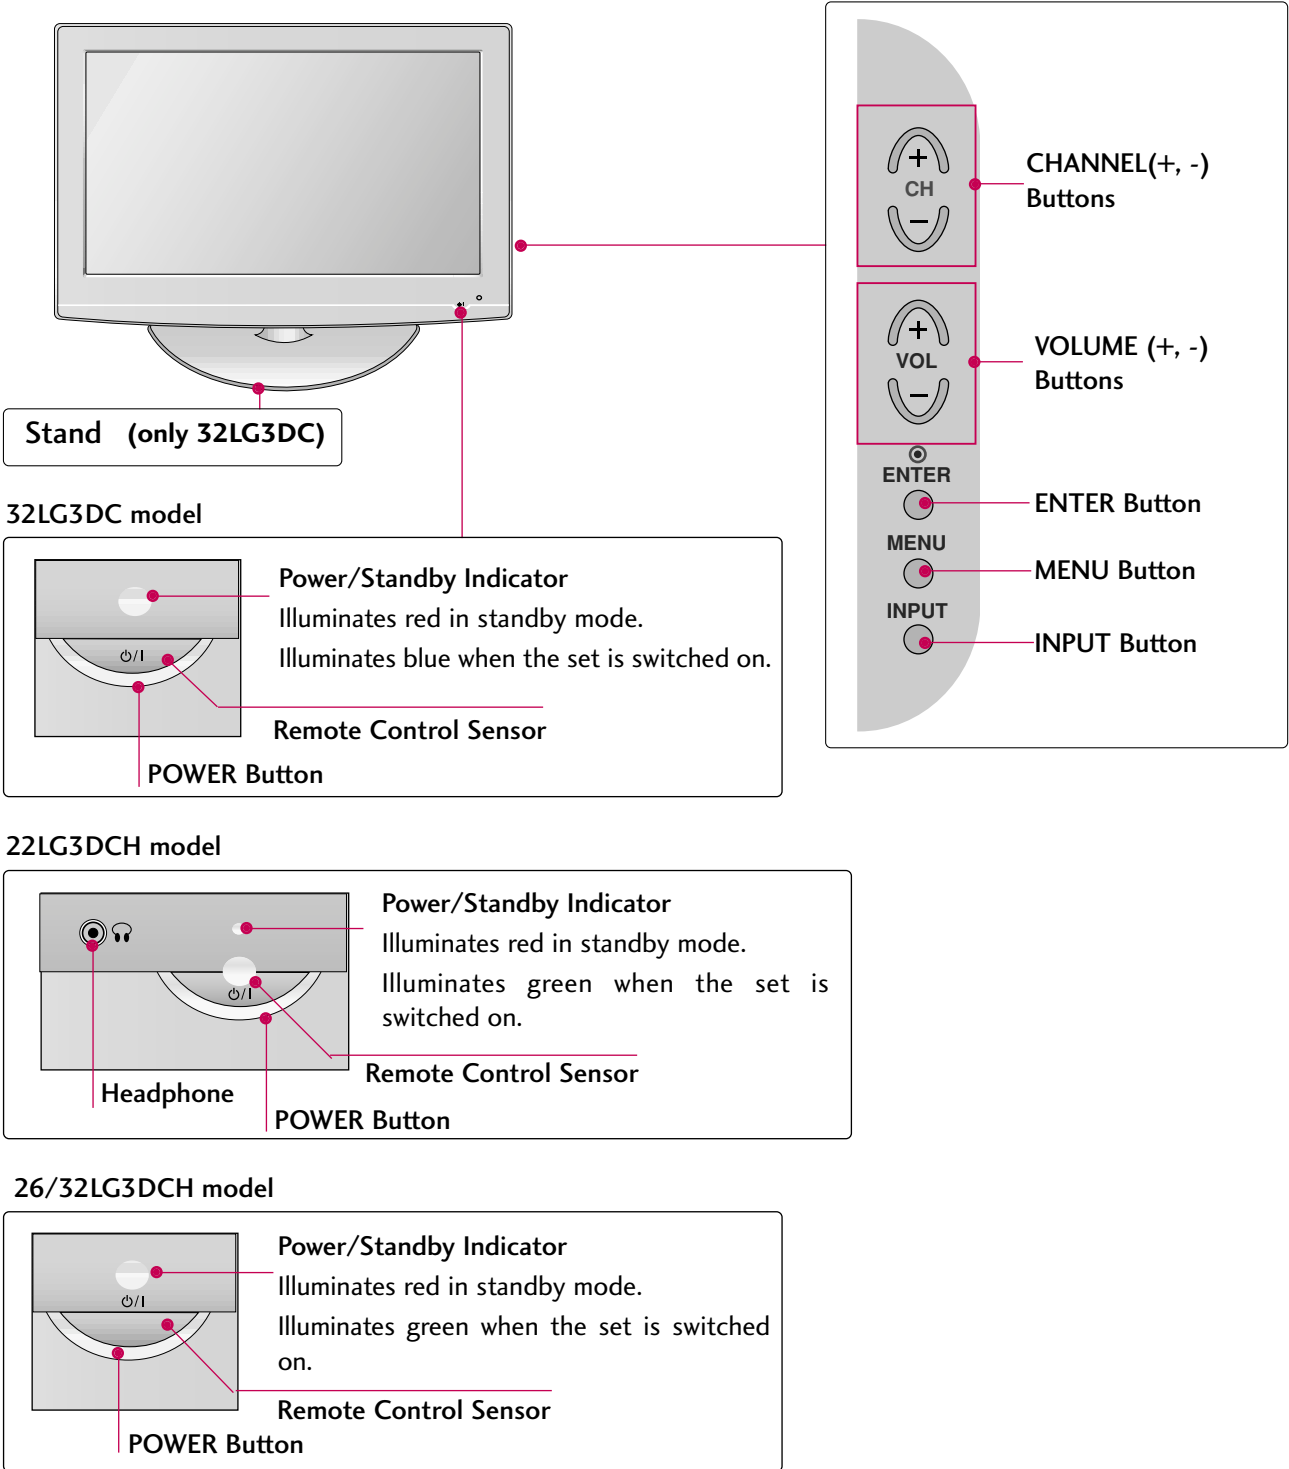 CH
CHANNEL(+, -)
Buttons
VOL
VOLUME (+, -)
Buttons
ENTER
ENTER Button
MENU
MENU Button
INPUT
INPUT Button
Stand (only 32LG3DC)
32LG3DC model
Power/Standby Indicator
Illuminates red in standby mode.
Illuminates blue when the set is switched on.
⏻/I
Remote Control Sensor
POWER Button
22LG3DCH model
Power/Standby Indicator
Illuminates red in standby mode.
Illuminates green when the set is
switched on.
⏻/I
Remote Control Sensor
Headphone
POWER Button
26/32LG3DCH model
Power/Standby Indicator
Illuminates red in standby mode.
⏻/I
Illuminates green when the set is switched
on.
Remote Control Sensor
POWER Button